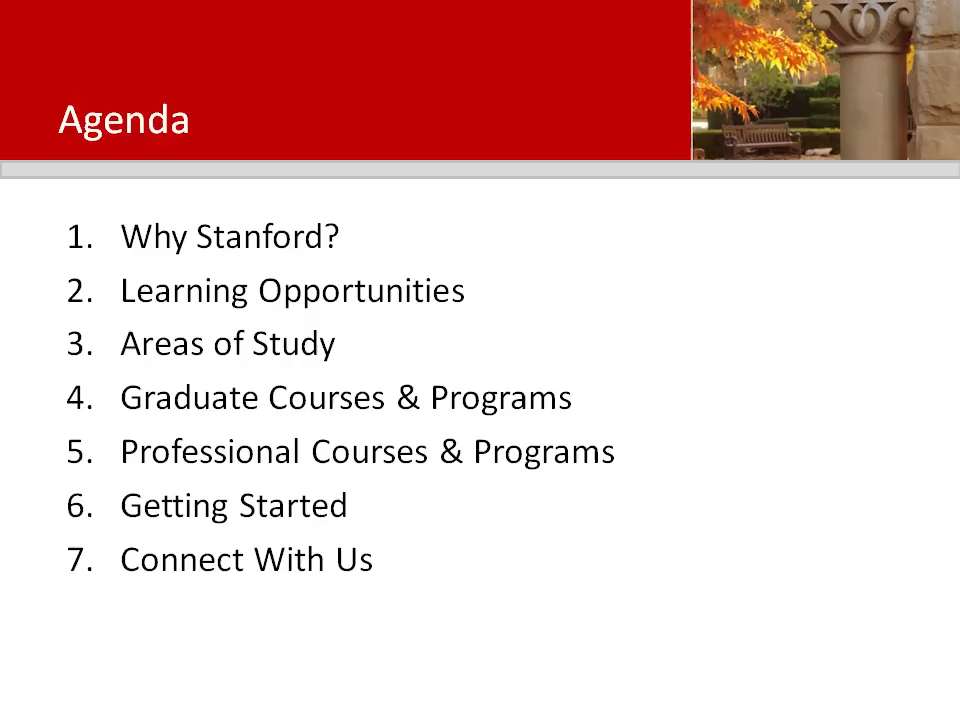 Agenda
1. Why Stanford?
2. Learning Opportunities
3. Areas of Study
4. Graduate Courses & Programs
5. Professional Courses & Programs
6. Getting Started
7. Connect With Us